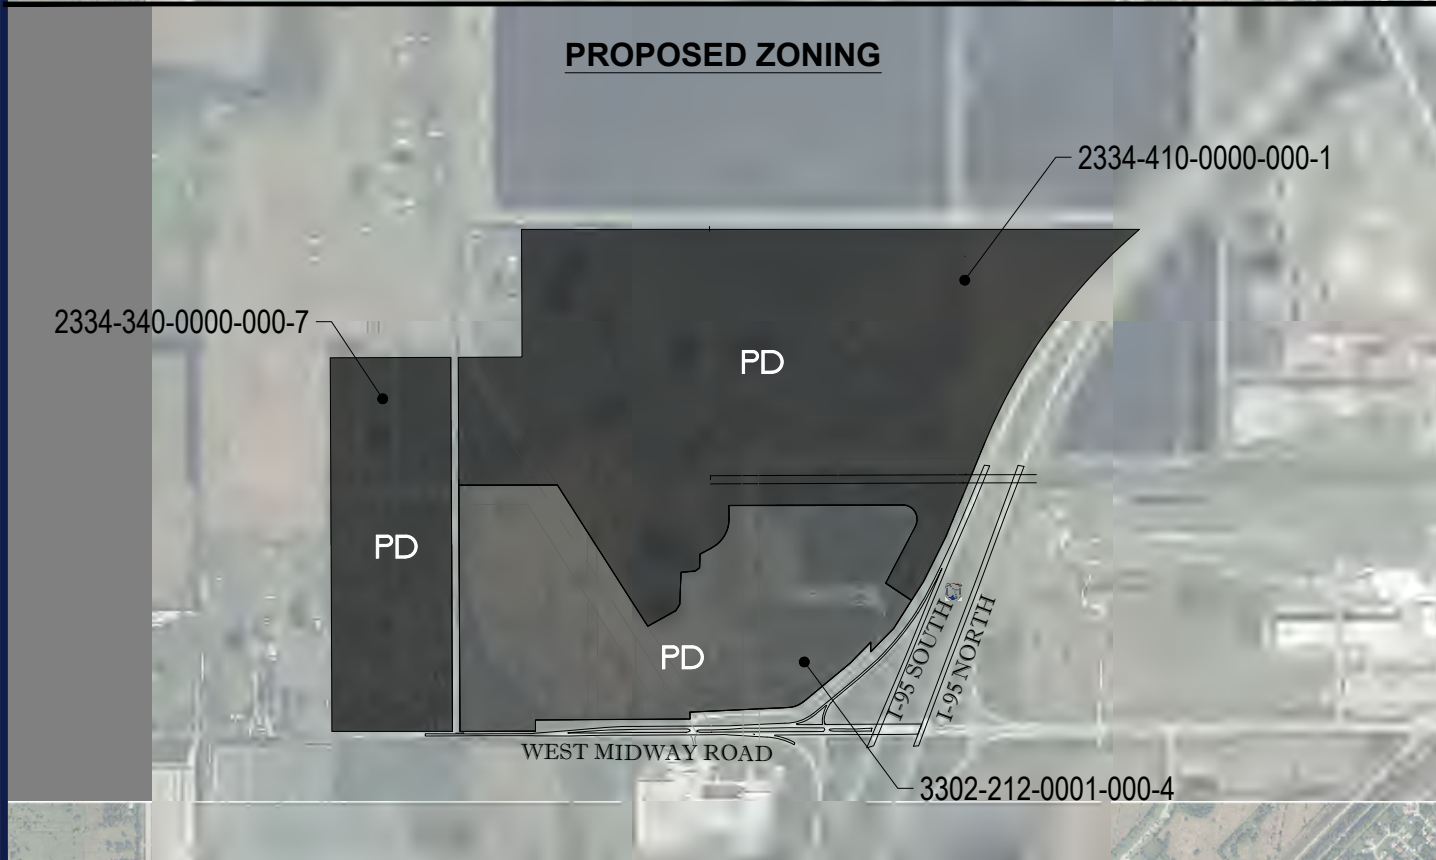 PROPOSED ZONING
2334-410-0000-000-1
2334-340-0000-000-7
PD
PD
PD
I-95 SOUTH
I-95 NORTH
WEST MIDWAY ROAD
3302-212-0001-000-4